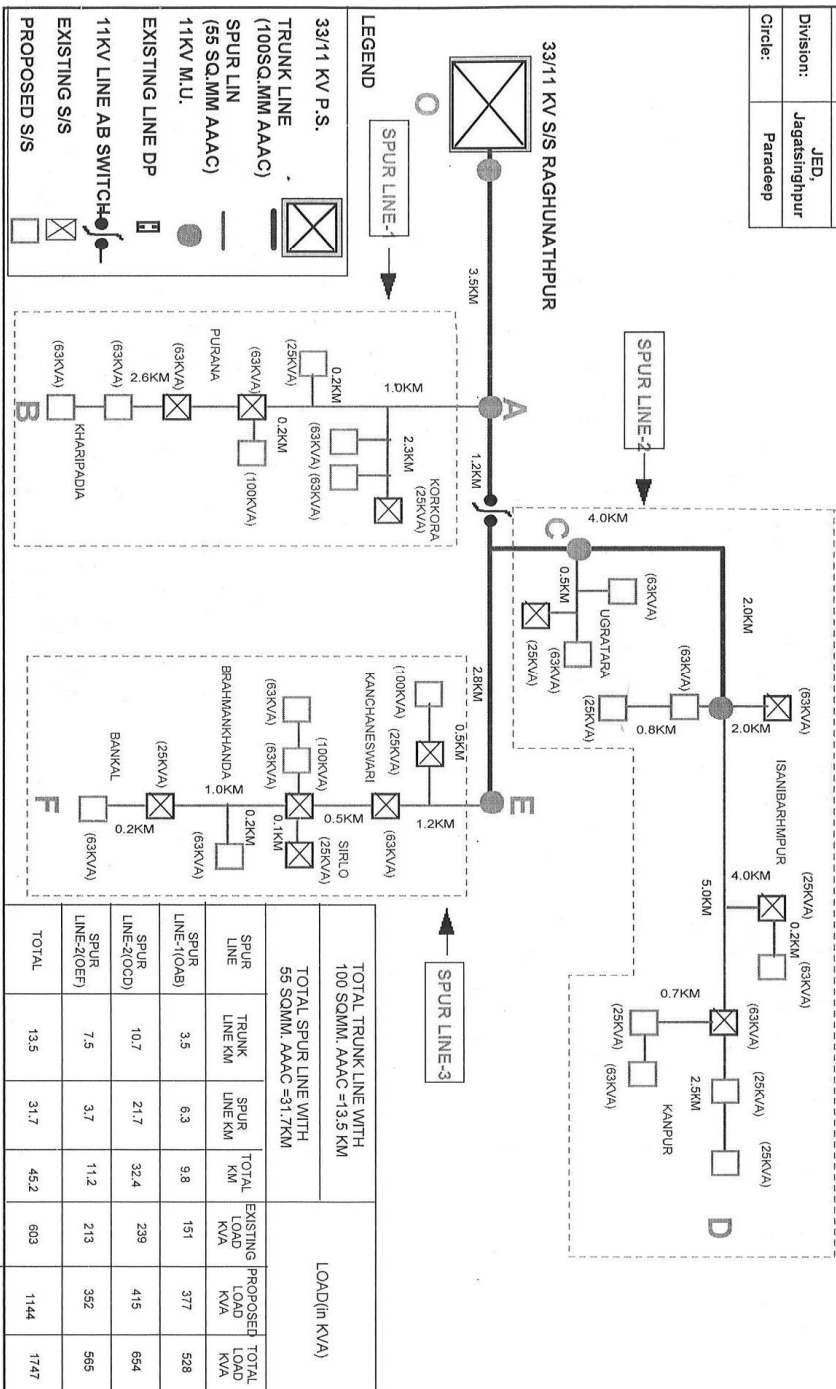 Division:
JED,
Jagatsinghpur
Circle:
Paradeep
33/11 KV S/S RAGHUNATHPUR
O
3.5KM
A
1.2KM
2.8KM
E
SPUR LINE-1
SPUR LINE-2
SPUR LINE-3
1.0KM
0.2KM
(25KVA)
2.3KM
KORKORA
(25KVA)
(63KVA)
(63KVA)
(63KVA)
0.2KM
(100KVA)
PURANA
(63KVA)
2.6KM
(63KVA)
(63KVA)
KHARIPADIA
B
4.0KM
C
0.5KM
UGRATARA
(63KVA)
(63KVA)
(25KVA)
2.0KM
(63KVA)
2.0KM
(63KVA)
0.8KM
(25KVA)
ISANIBARHMPUR
5.0KM
4.0KM
(25KVA)
0.2KM
(63KVA)
(63KVA)
0.7KM
(25KVA)
(63KVA)
2.5KM
(25KVA)
(25KVA)
KANPUR
D
1.2KM
0.5KM
(100KVA)
(25KVA)
KANCHANESWARI
(63KVA)
0.5KM
SIRLO
(25KVA)
0.1KM
(100KVA)
(63KVA)
(63KVA)
BRAHMANKHANDA
0.2KM
(63KVA)
1.0KM
(25KVA)
0.2KM
BANKAL
(63KVA)
F
LEGEND
33/11 KV P.S.
TRUNK LINE
(100SQ.MM AAAC)
SPUR LIN
(55 SQ.MM AAAC)
11KV M.U.
EXISTING LINE DP
11KV LINE AB SWITCH
EXISTING S/S
PROPOSED S/S
TOTAL TRUNK LINE WITH
100 SQMM. AAAC =13.5 KM
TOTAL SPUR LINE WITH
55 SQMM. AAAC =31.7KM
LOAD(in KVA)
SPUR LINE TRUNK LINE KM SPUR LINE KM TOTAL KM EXISTING LOAD KVA PROPOSED LOAD KVA TOTAL LOAD KVA
SPUR LINE-1(OAB) 3.5 6.3 9.8 151 377 528
SPUR LINE-2(OCD) 10.7 21.7 32.4 239 415 654
SPUR LINE-2(OEF) 7.5 3.7 11.2 213 352 565
TOTAL 13.5 31.7 45.2 603 1144 1747